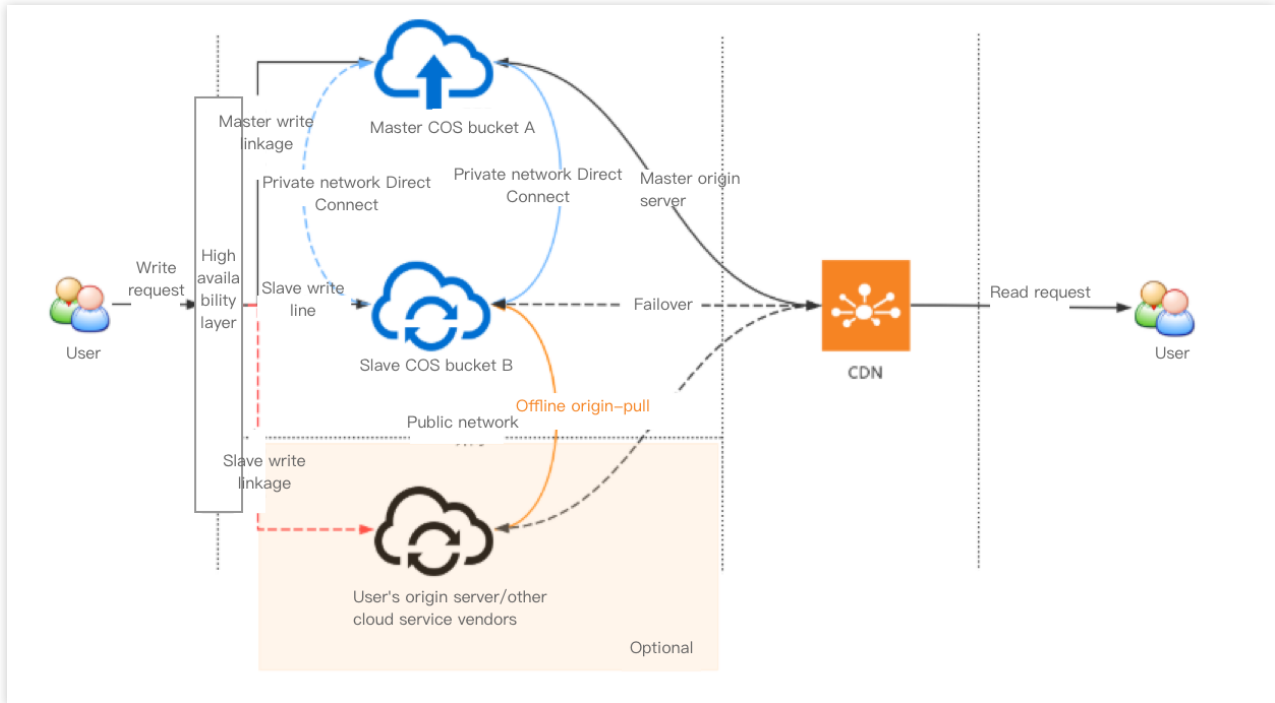 Master COS bucket A
Master write
linkage
Private network Direct
Connect
Private network Direct
Connect
Master origin
server
Write
request
High
availa
bility
layer
Slave write
line
Failover
Read request
User
Slave COS bucket B
CDN
User
Offline origin-pull
Public network
Slave write
linkage
User's origin server/other
cloud service vendors
Optional